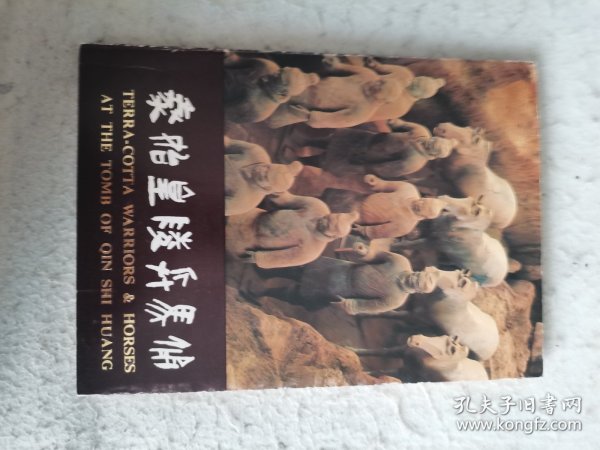 秦始皇陵兵馬俑
TERRA-COTTA WARRIORS & HORSES
AT THE TOMB OF QIN SHI HUANG
孔夫子旧书网
www.kongfz.com